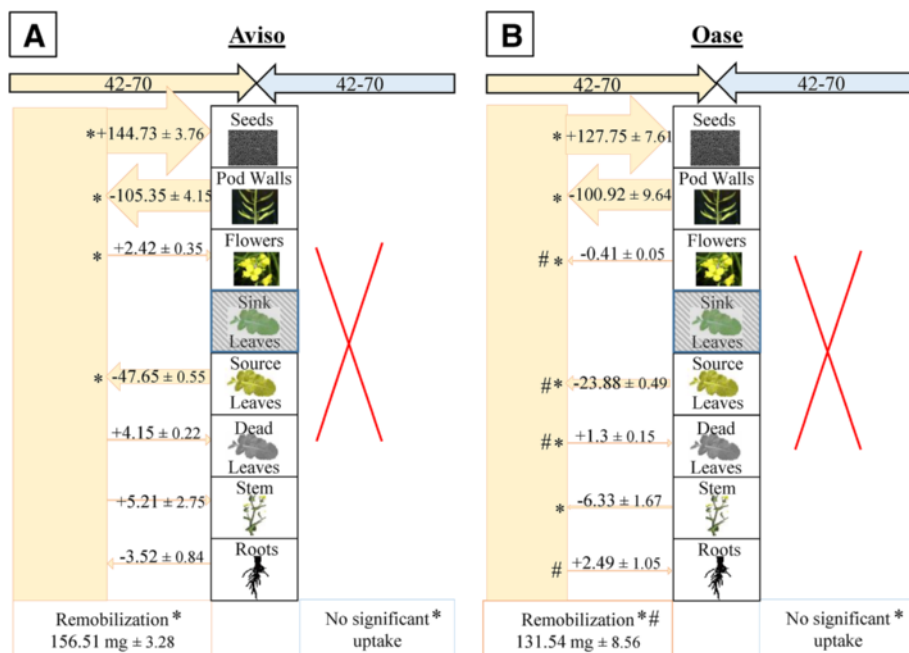 A
Aviso
42-70
42-70
Seeds
*+144.73 ± 3.76
Pod Walls
* -105.35 ± 4.15
Flowers
* +2.42 ± 0.35
Sink
Leaves
Source
* -47.65 ± 0.55
Leaves
Dead
+4.15 ± 0.22
Leaves
Stem
+5.21 ± 2.75
Roots
-3.52 ± 0.84
Remobilization *
156.51 mg ± 3.28
No significant *
uptake
B
Oase
42-70
42-70
Seeds
* +127.75 ± 7.61
Pod Walls
* -100.92 ± 9.64
Flowers
# * -0.41 ± 0.05
Sink
Leaves
Source
# * -23.88 ± 0.49
Leaves
Dead
# * +1.3 ± 0.15
Leaves
Stem
* -6.33 ± 1.67
Roots
# +2.49 ± 1.05
Remobilization *#
131.54 mg ± 8.56
No significant *
uptake